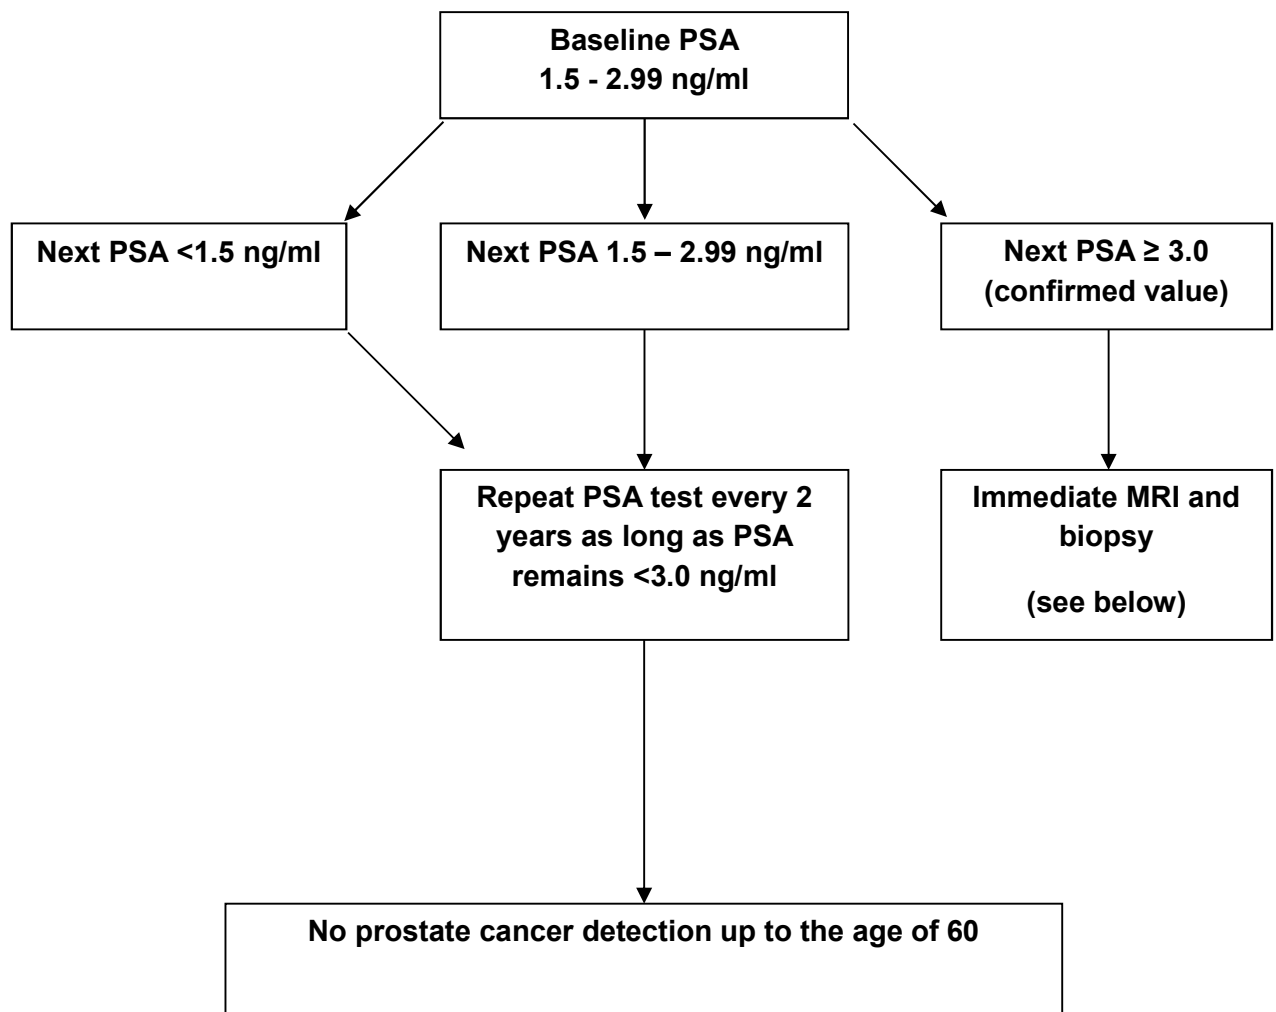 Baseline PSA
1.5 - 2.99 ng/ml
Next PSA <1.5 ng/ml
Next PSA 1.5 – 2.99 ng/ml
Next PSA ≥ 3.0
(confirmed value)
Repeat PSA test every 2
years as long as PSA
remains <3.0 ng/ml
Immediate MRI and
biopsy
(see below)
No prostate cancer detection up to the age of 60